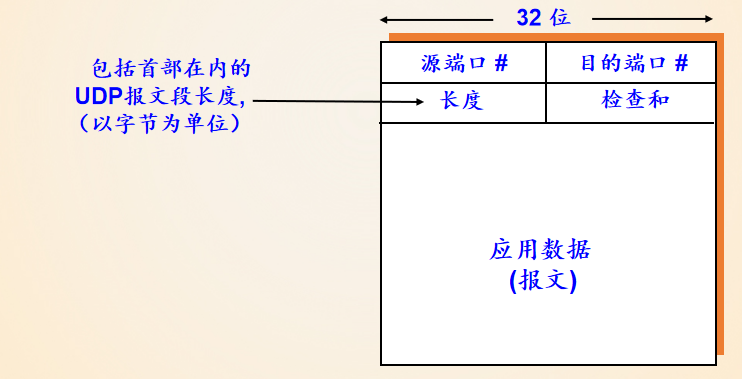 32 位
包括首部在内的
UDP报文段长度,
（以字节为单位）
源端口 #
目的端口 #
长度
检查和
应用数据
(报文)